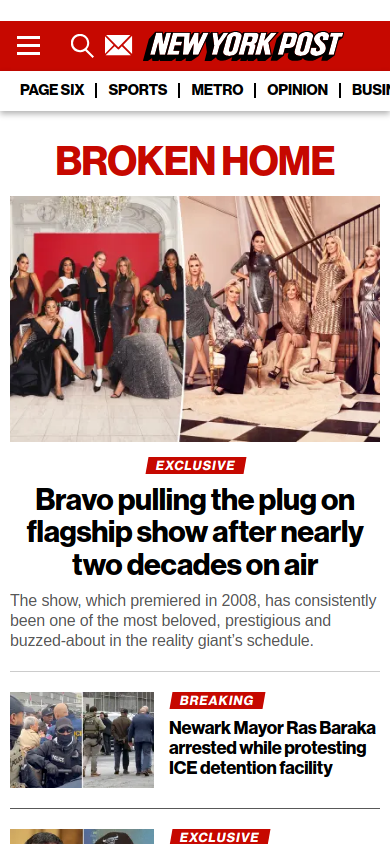 NEW YORK POST
PAGE SIX
SPORTS
METRO
OPINION
BROKEN HOME
EXCLUSIVE
Bravo pulling the plug on
flagship show after nearly
two decades on air
The show, which premiered in 2008, has consistently
been one of the most beloved, prestigious and
buzzed-about in the reality giant’s schedule.
BREAKING
Newark Mayor Ras Baraka
arrested while protesting
ICE detention facility
EXCLUSIVE